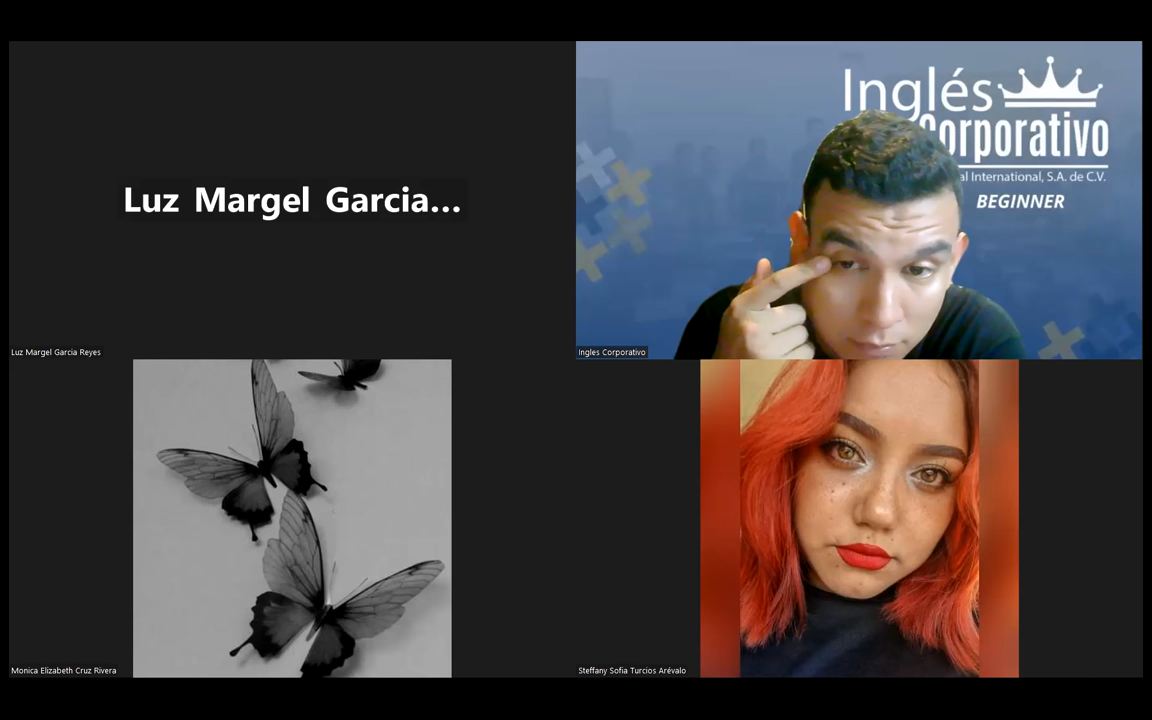 Luz Margel Garcia...
Luz Margel Garcia Reyes
Inglés
Corporativo
al International, S.A. de C.V.
BEGINNER
Ingles Corporativo
Monica Elizabeth Cruz Rivera
Steffany Sofia Turcios Arévalo